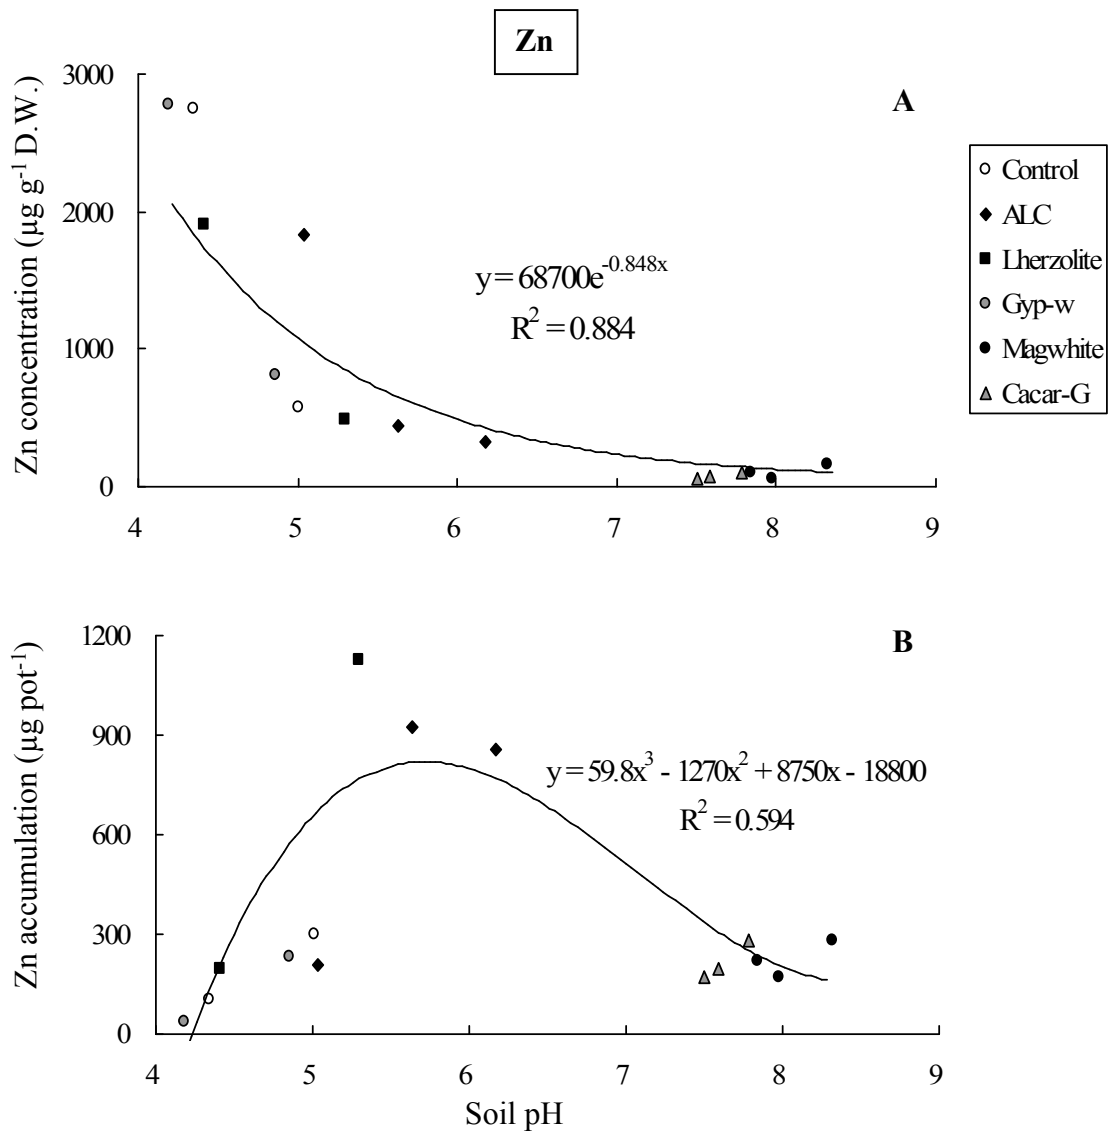 Zn
A
Zn concentration (µg g⁻¹ D.W.)
3000
2000
1000
0
4 5 6 7 8 9
y = 68700e^-0.848x
R² = 0.884
Control
ALC
Lherzolite
Gyp-w
Magwhite
Cacar-G
B
Zn accumulation (µg pot⁻¹)
1200
900
600
300
0
4 5 6 7 8 9
y = 59.8x³ - 1270x² + 8750x - 18800
R² = 0.594
Soil pH